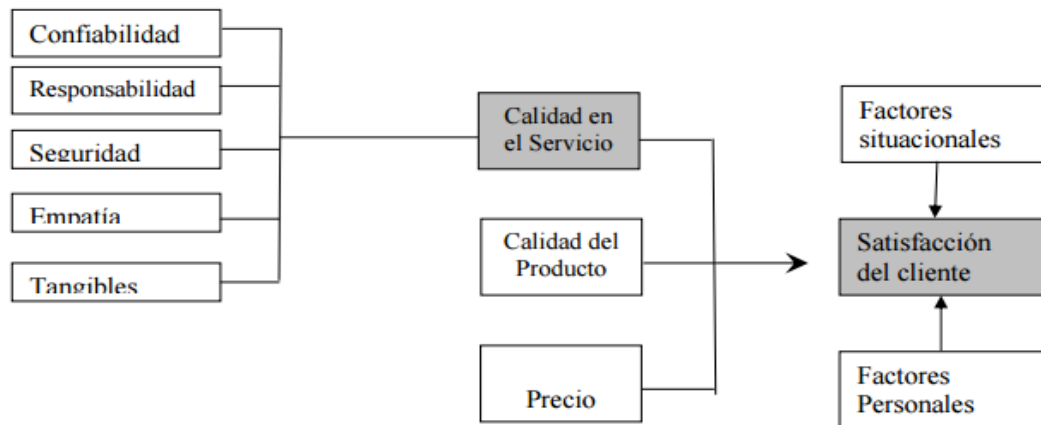 Confiabilidad
Responsabilidad
Seguridad
Empatía
Tangibles
Calidad en
el Servicio
Calidad del
Producto
Precio
Factores
situacionales
Satisfacción
del cliente
Factores
Personales